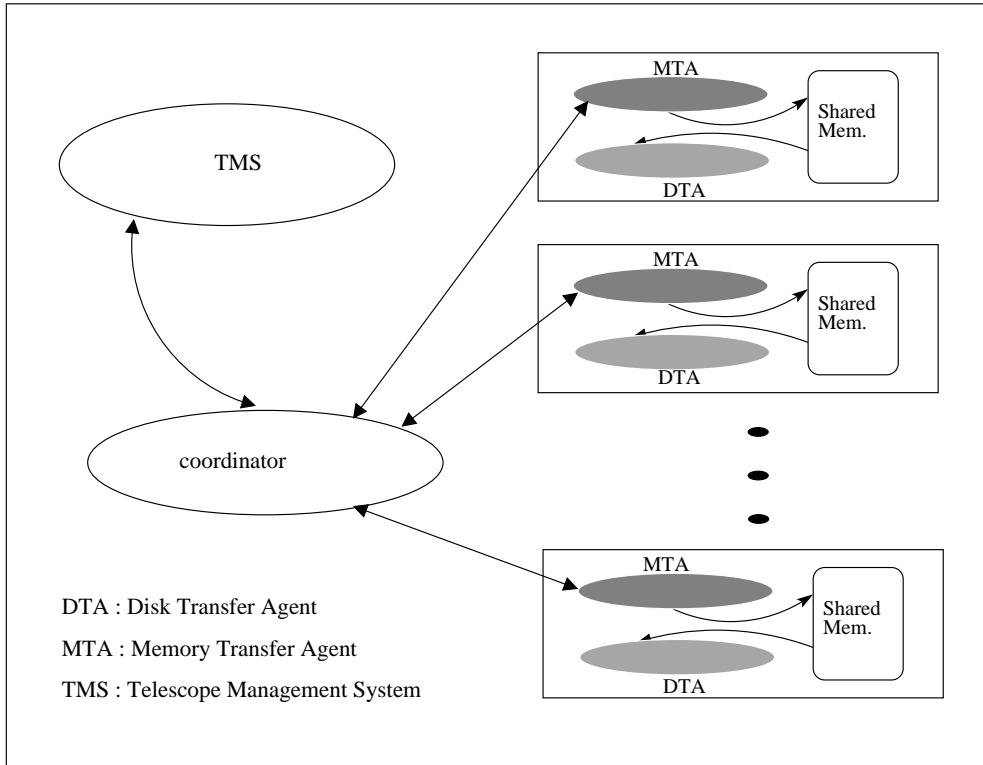 TMS
coordinator
MTA
Shared
Mem.
DTA
MTA
Shared
Mem.
DTA
MTA
Shared
Mem.
DTA
DTA : Disk Transfer Agent
MTA : Memory Transfer Agent
TMS : Telescope Management System